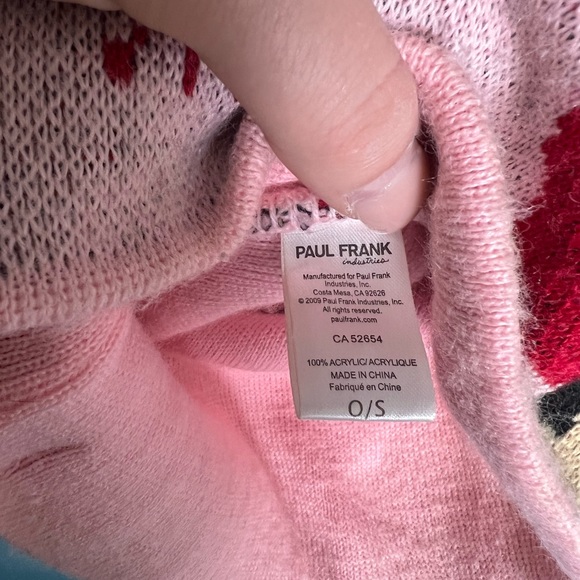 PAUL FRANK
industries
Manufactured for Paul Frank
Industries, Inc.
Costa Mesa, CA 92626
© 2009 Paul Frank Industries, Inc.
All rights reserved.
paulfrank.com
CA 52654
100% ACRYLIC/ACRYLIQUE
MADE IN CHINA
Fabriqué en Chine
O/S